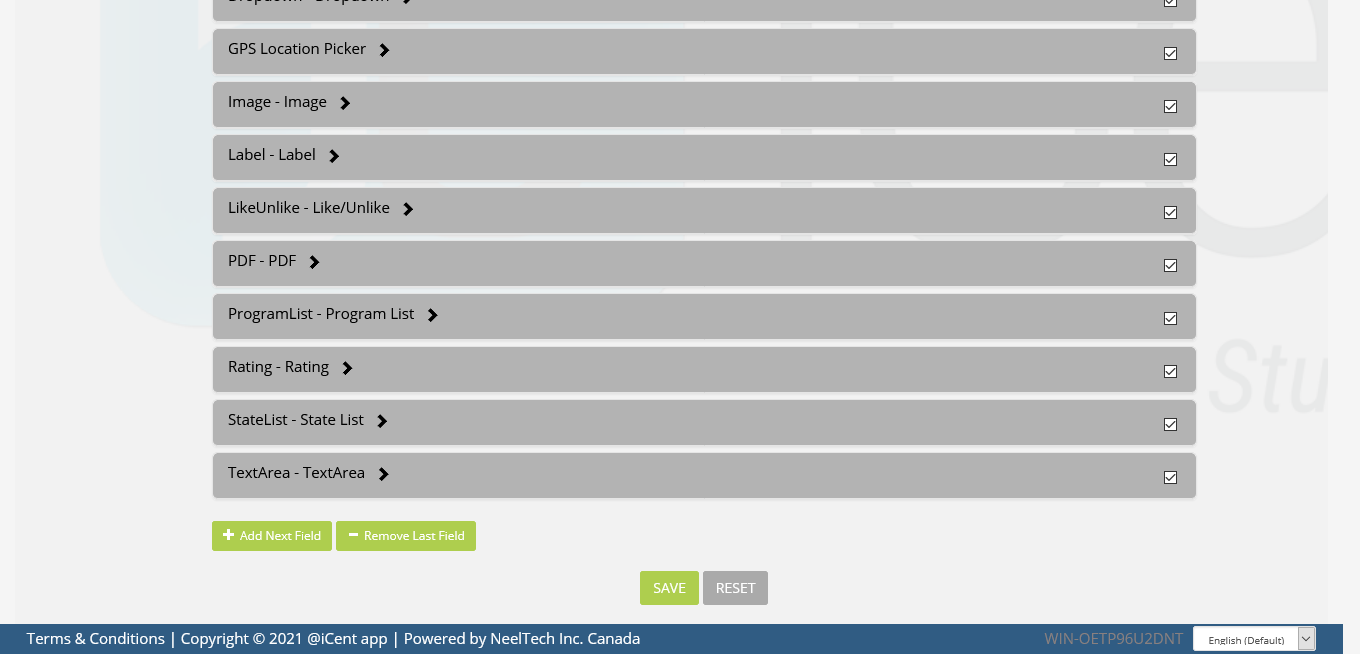 GPS Location Picker
Image - Image
Label - Label
LikeUnlike - Like/Unlike
PDF - PDF
ProgramList - Program List
Rating - Rating
StateList - State List
TextArea - TextArea
Add Next Field
Remove Last Field
SAVE
RESET
Stu
Terms & Conditions | Copyright © 2021 @iCent app | Powered by NeelTech Inc. Canada
WIN-OETP96U2DNT
English (Default)